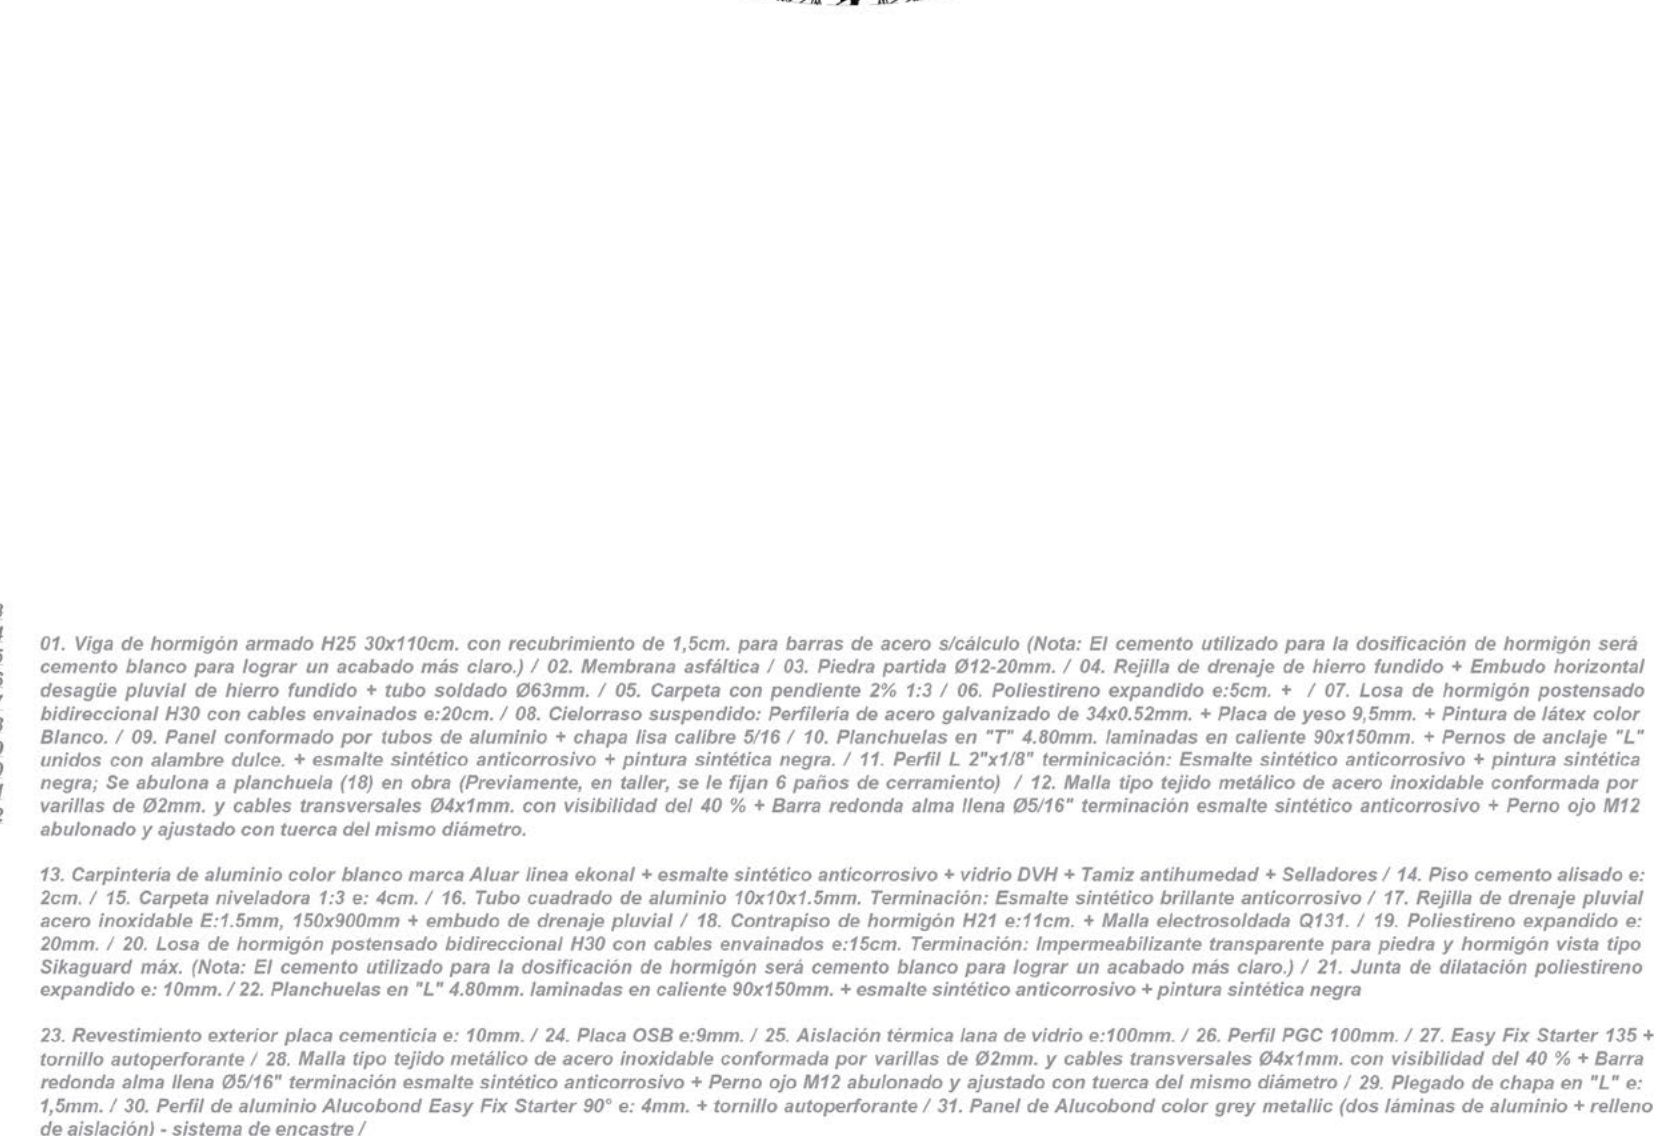 01. Viga de hormigón armado H25 30x110cm. con recubrimiento de 1,5cm. para barras de acero s/cálculo (Nota: El cemento utilizado para la dosificación de hormigón será
cemento blanco para lograr un acabado más claro.) / 02. Membrana asfáltica / 03. Piedra partida Ø12-20mm. / 04. Rejilla de drenaje de hierro fundido + Embudo horizontal
desagüe pluvial de hierro fundido + tubo soldado Ø63mm. / 05. Carpeta con pendiente 2% 1:3 / 06. Poliestireno expandido e:5cm. + / 07. Losa de hormigón postensado
bidireccional H30 con cables envainados e:20cm. / 08. Cielorraso suspendido: Perfilería de acero galvanizado de 34x0.52mm. + Placa de yeso 9,5mm. + Pintura de látex color
Blanco. / 09. Panel conformado por tubos de aluminio + chapa lisa calibre 5/16 / 10. Planchuelas en "T" 4.80mm. laminadas en caliente 90x150mm. + Pernos de anclaje "L"
unidos con alambre dulce. + esmalte sintético anticorrosivo + pintura sintética negra. / 11. Perfil L 2"x1/8" terminicación: Esmalte sintético anticorrosivo + pintura sintética
negra; Se abulona a planchuela (18) en obra (Previamente, en taller, se le fijan 6 paños de cerramiento) / 12. Malla tipo tejido metálico de acero inoxidable conformada por
varillas de Ø2mm. y cables transversales Ø4x1mm. con visibilidad del 40 % + Barra redonda alma llena Ø5/16" terminación esmalte sintético anticorrosivo + Perno ojo M12
abulonado y ajustado con tuerca del mismo diámetro.
13. Carpintería de aluminio color blanco marca Aluar linea ekonal + esmalte sintético anticorrosivo + vidrio DVH + Tamiz antihumedad + Selladores / 14. Piso cemento alisado e:
2cm. / 15. Carpeta niveladora 1:3 e: 4cm. / 16. Tubo cuadrado de aluminio 10x10x1.5mm. Terminación: Esmalte sintético brillante anticorrosivo / 17. Rejilla de drenaje pluvial
acero inoxidable E:1.5mm, 150x900mm + embudo de drenaje pluvial / 18. Contrapiso de hormigón H21 e:11cm. + Malla electrosoldada Q131. / 19. Poliestireno expandido e:
20mm. / 20. Losa de hormigón postensado bidireccional H30 con cables envainados e:15cm. Terminación: Impermeabilizante transparente para piedra y hormigón vista tipo
Sikaguard máx. (Nota: El cemento utilizado para la dosificación de hormigón será cemento blanco para lograr un acabado más claro.) / 21. Junta de dilatación poliestireno
expandido e: 10mm. / 22. Planchuelas en "L" 4.80mm. laminadas en caliente 90x150mm. + esmalte sintético anticorrosivo + pintura sintética negra
23. Revestimiento exterior placa cementicia e: 10mm. / 24. Placa OSB e:9mm. / 25. Aislación térmica lana de vidrio e:100mm. / 26. Perfil PGC 100mm. / 27. Easy Fix Starter 135 +
tornillo autoperforante / 28. Malla tipo tejido metálico de acero inoxidable conformada por varillas de Ø2mm. y cables transversales Ø4x1mm. con visibilidad del 40 % + Barra
redonda alma llena Ø5/16" terminación esmalte sintético anticorrosivo + Perno ojo M12 abulonado y ajustado con tuerca del mismo diámetro / 29. Plegado de chapa en "L" e:
1,5mm. / 30. Perfil de aluminio Alucobond Easy Fix Starter 90° e: 4mm. + tornillo autoperforante / 31. Panel de Alucobond color grey metallic (dos láminas de aluminio + relleno
de aislación) - sistema de encastre /